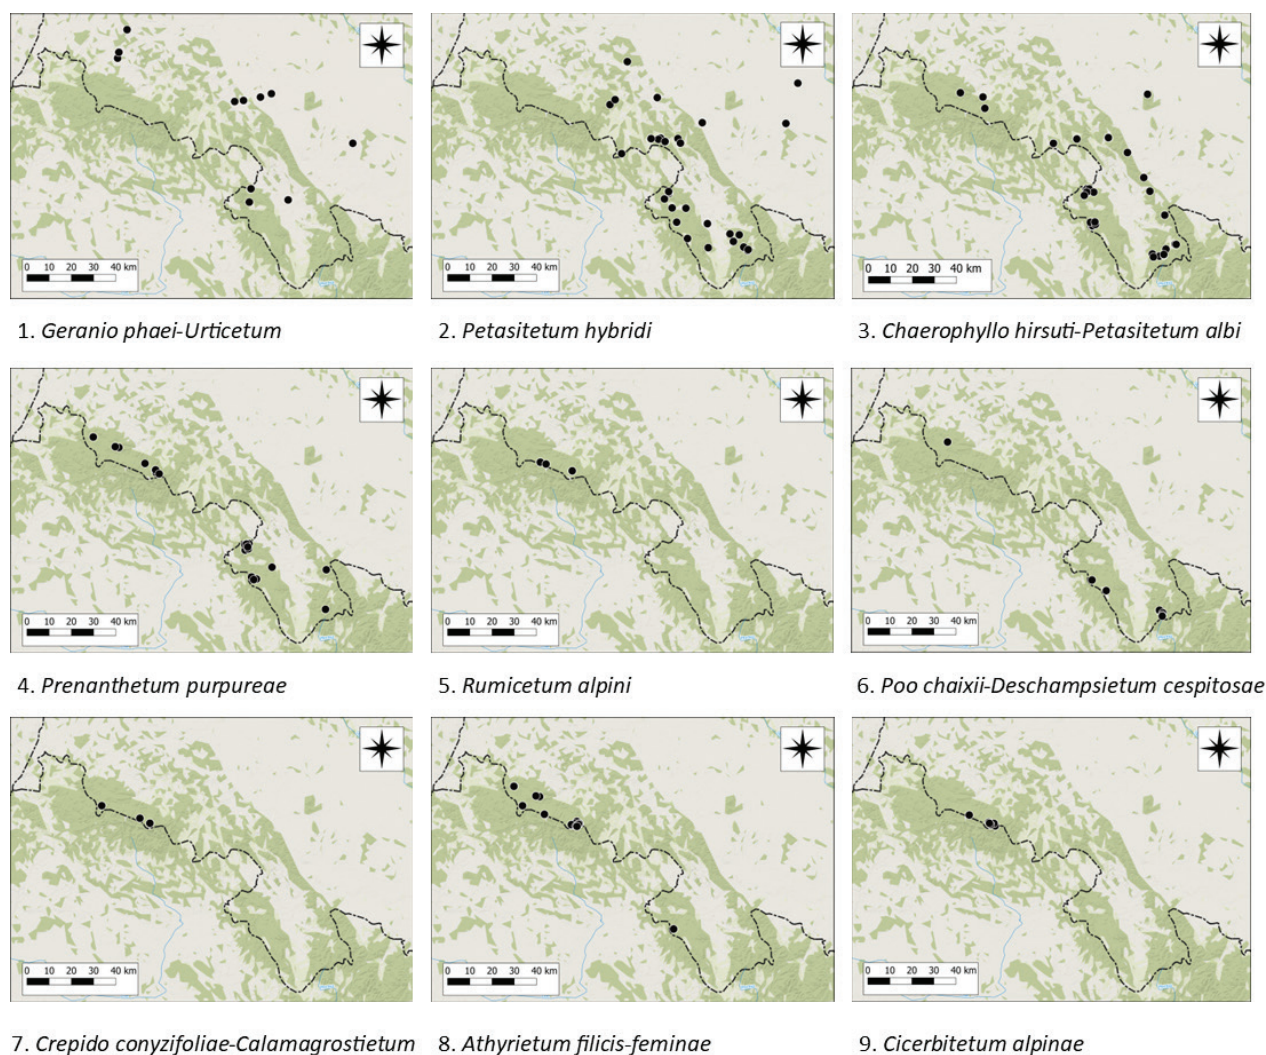 0 10 20 30 40 km
0 10 20 30 40 km
0 10 20 30 40 km
1. Geranio phaei-Urticetum
2. Petasitetum hybridi
3. Chaerophyllo hirsuti-Petasitetum albi
0 10 20 30 40 km
0 10 20 30 40 km
0 10 20 30 40 km
4. Prenanthetum purpureae
5. Rumicetum alpini
6. Poo chaixii-Deschampsietum cespitosae
0 10 20 30 40 km
0 10 20 30 40 km
0 10 20 30 40 km
7. Crepido conyzifoliae-Calamagrostietum
8. Athyrietum filicis-feminae
9. Cicerbitetum alpinae